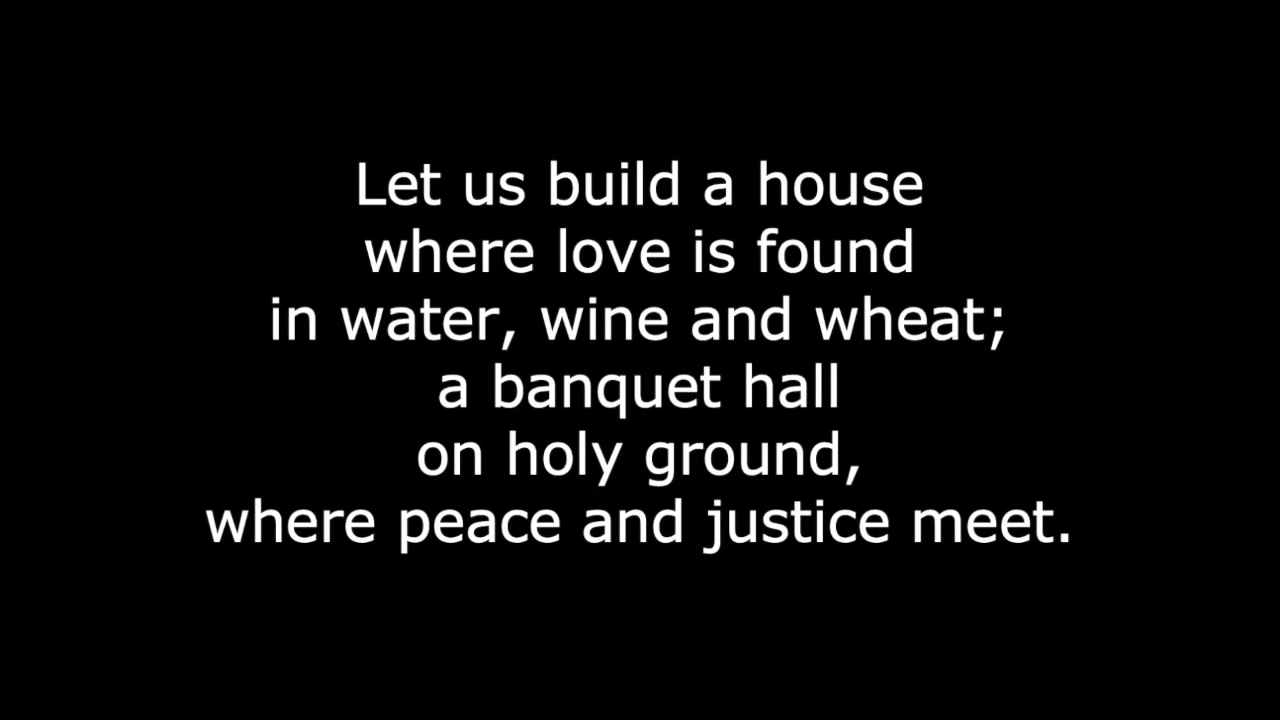 Let us build a house
where love is found
in water, wine and wheat;
a banquet hall
on holy ground,
where peace and justice meet.